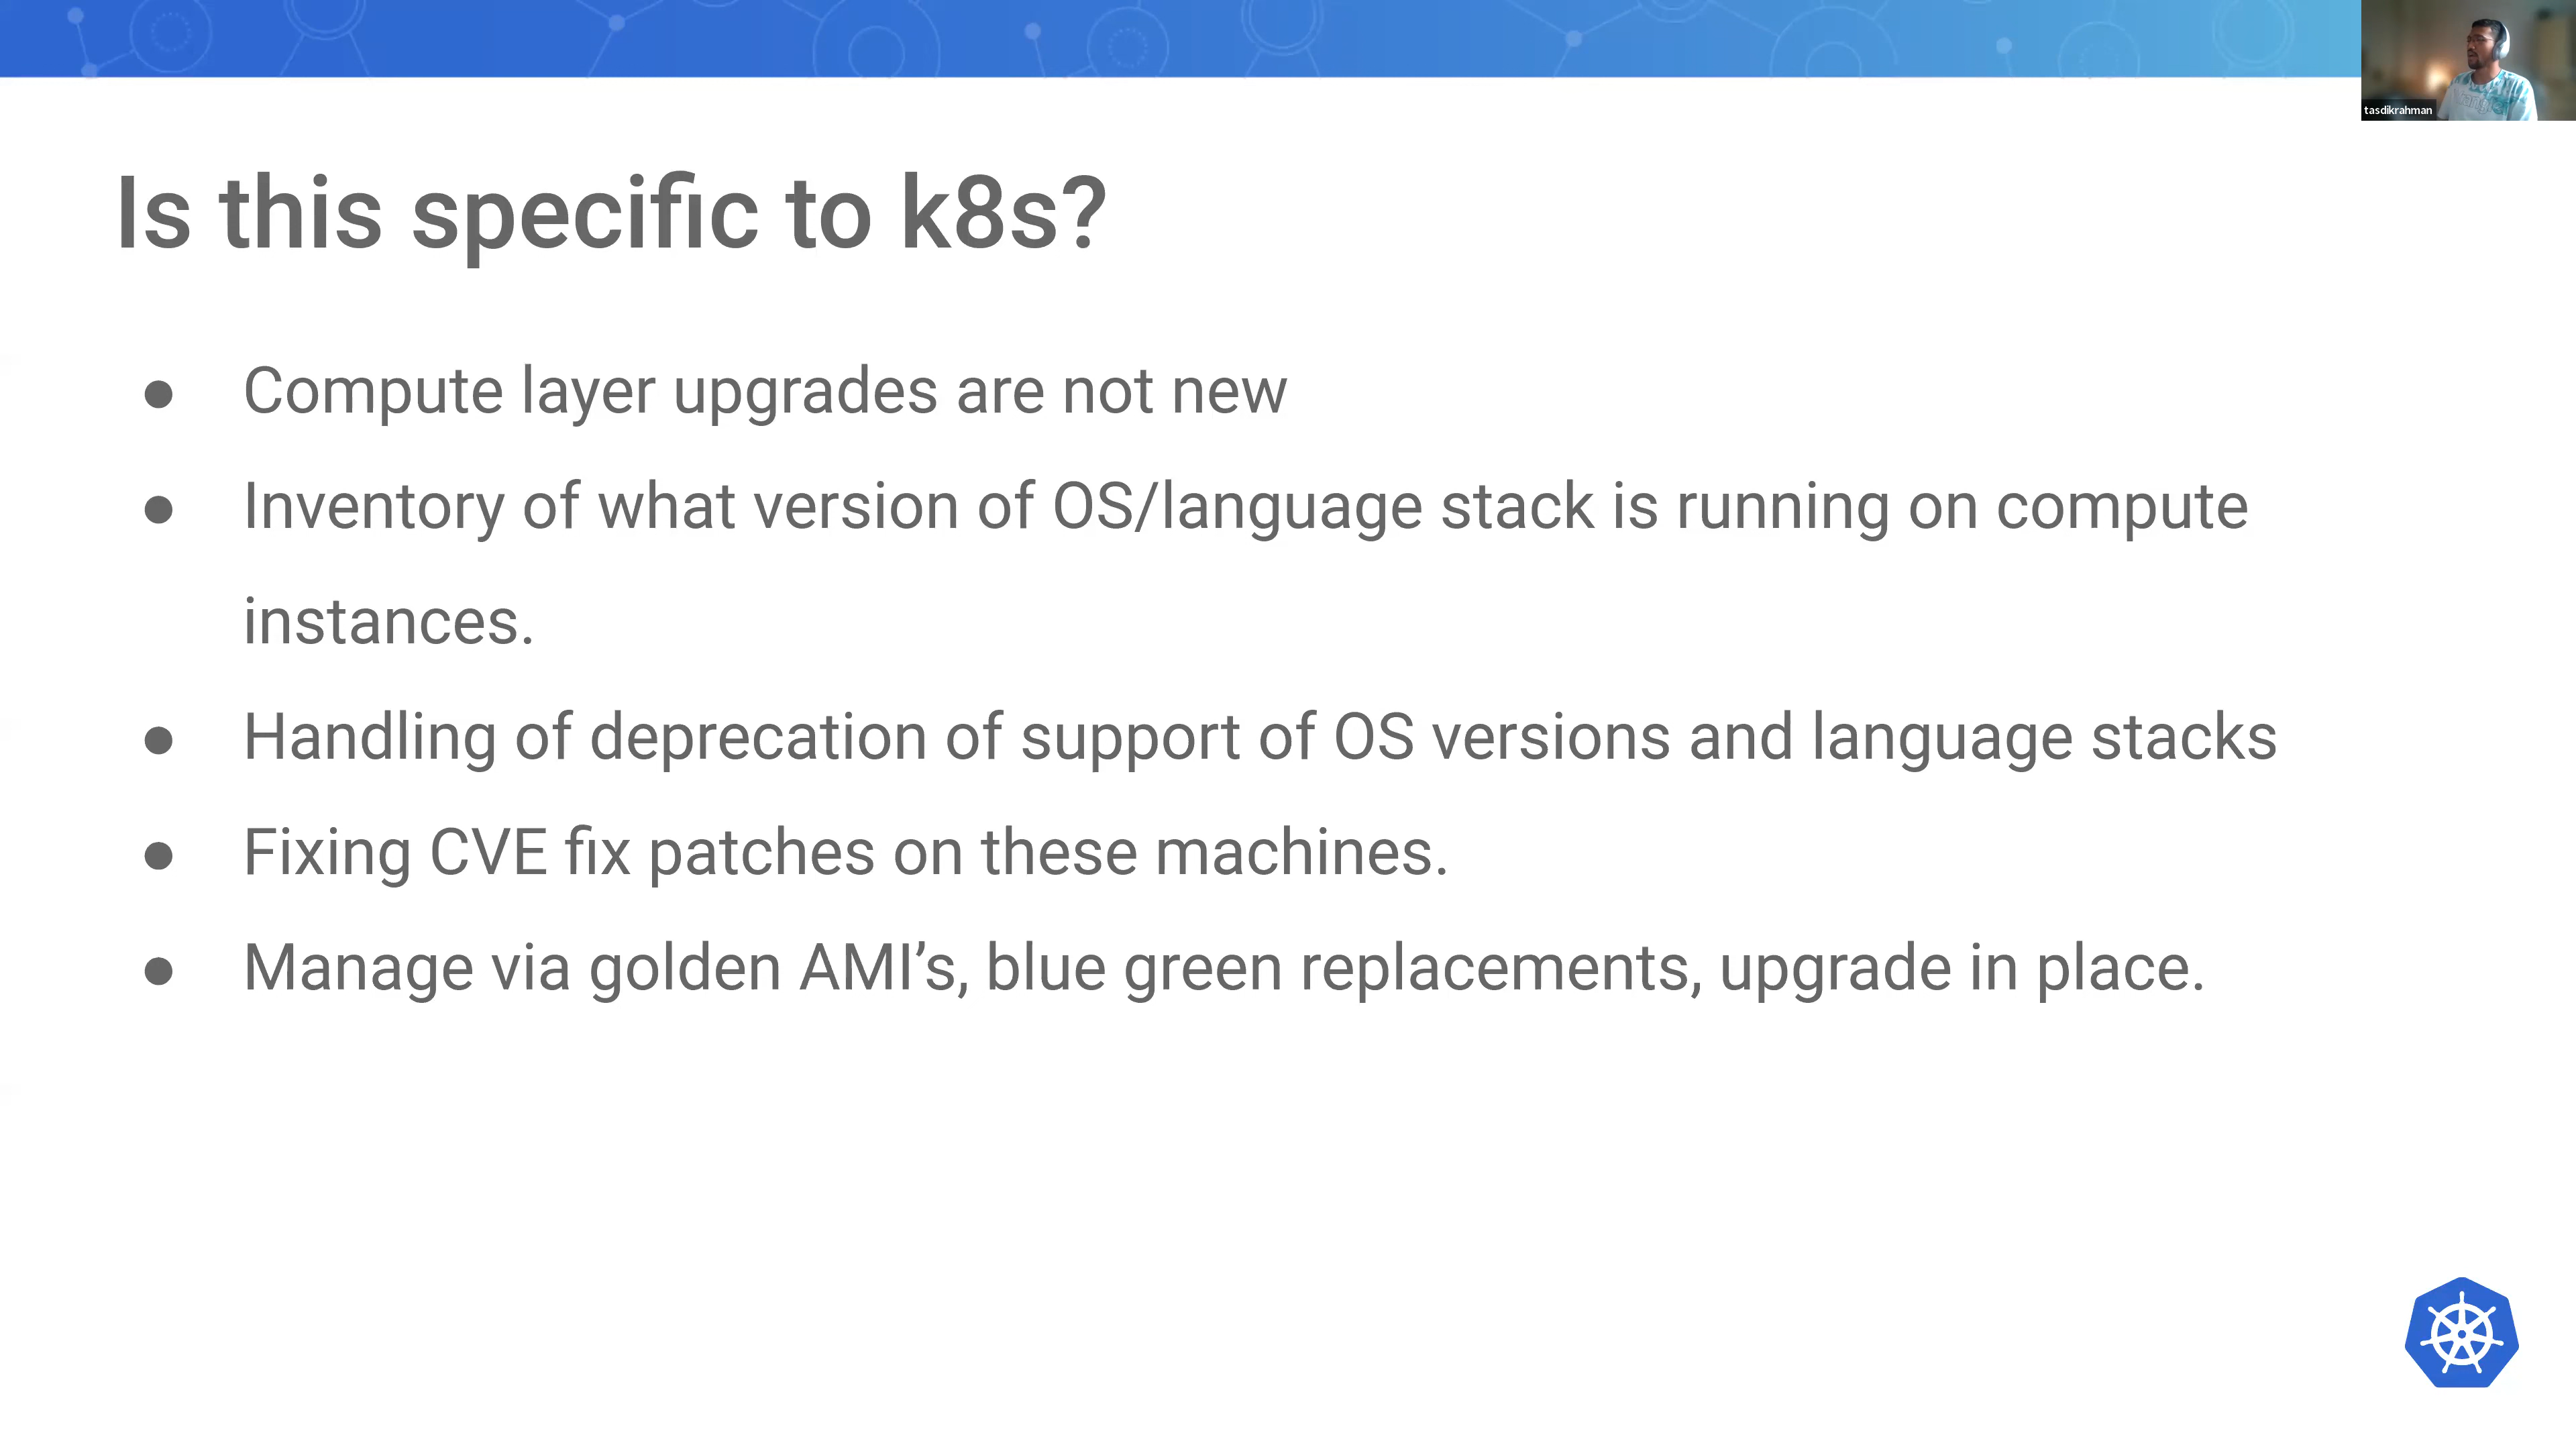 tasdikrahman
Is this specific to k8s?
● Compute layer upgrades are not new
● Inventory of what version of OS/language stack is running on compute
instances.
● Handling of deprecation of support of OS versions and language stacks
● Fixing CVE fix patches on these machines.
● Manage via golden AMI’s, blue green replacements, upgrade in place.